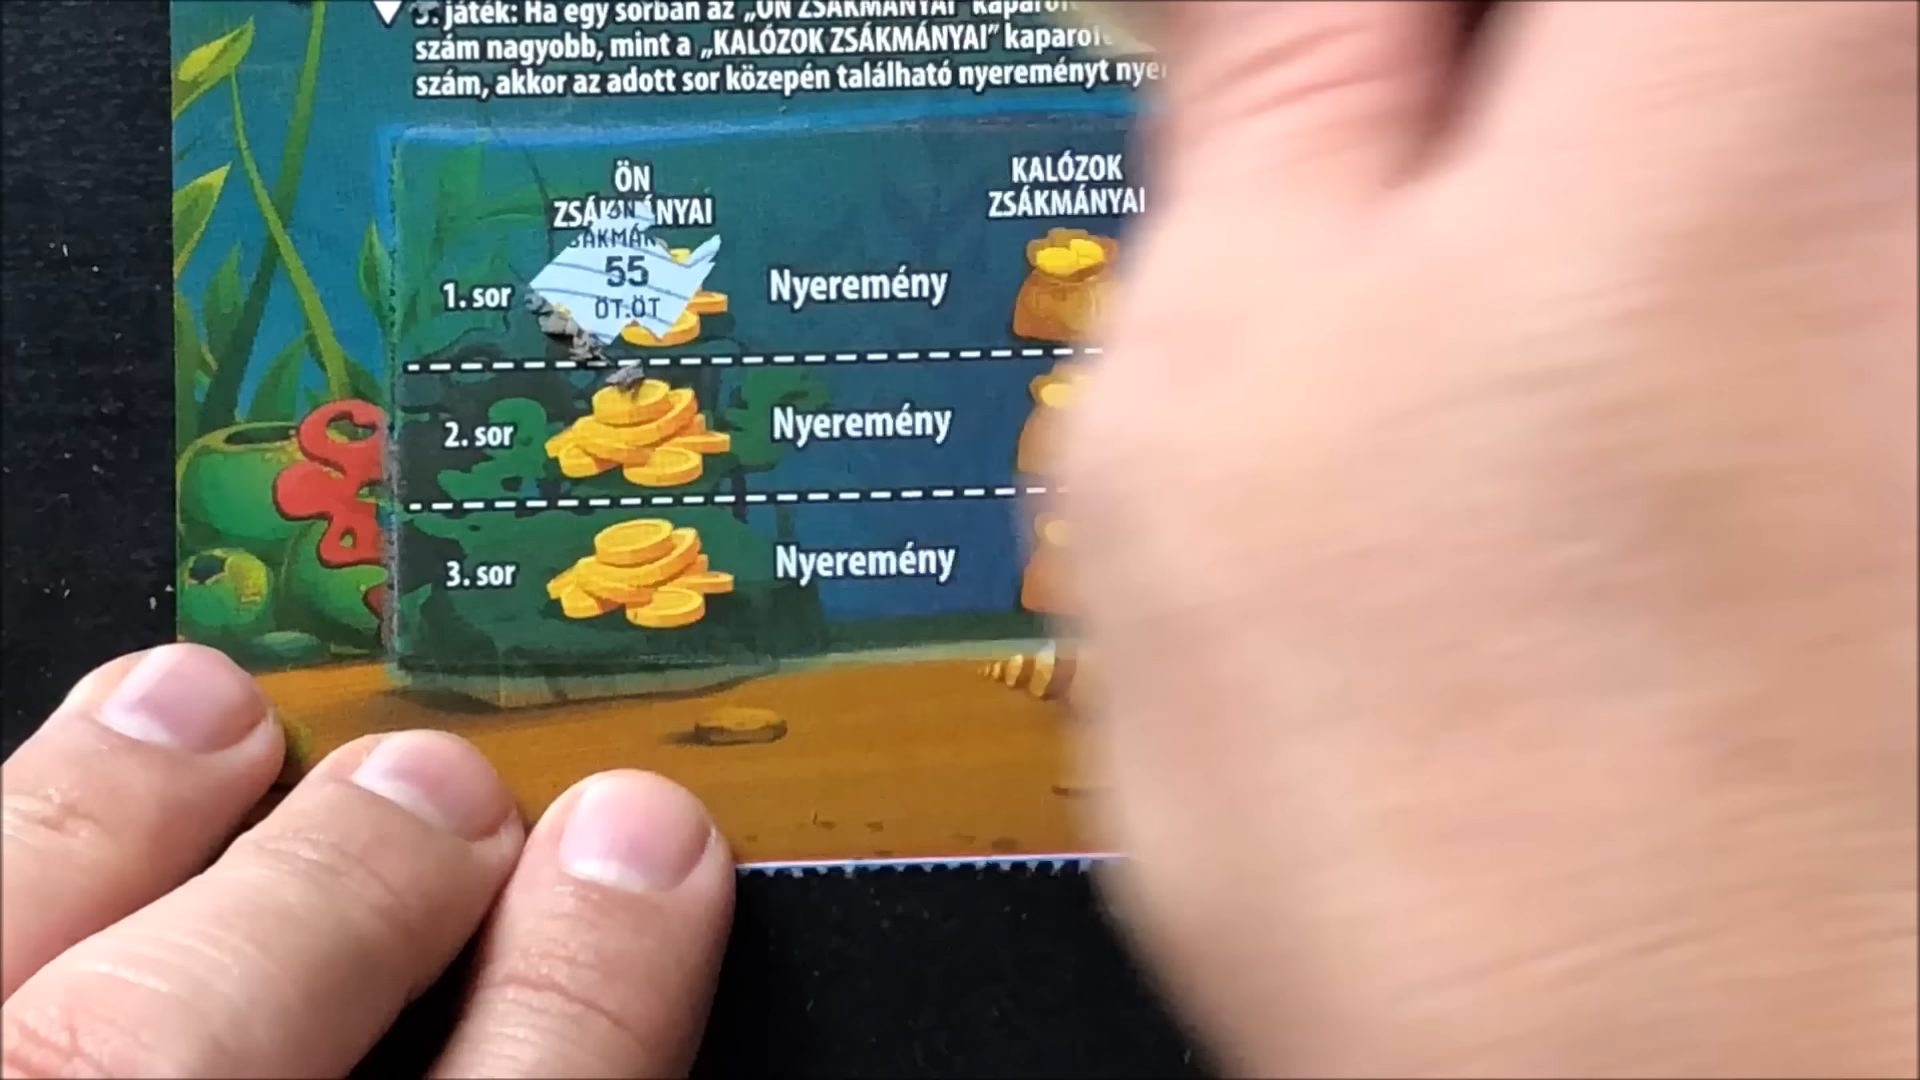 játék: Ha egy sorban az „ÖN ZSÁKMÁNYAI"
szám nagyobb, mint a „KALÓZOK ZSÁKMÁNYAI”
szám, akkor az adott sor közepén található nyereményt
ÖN
ZSÁKMÁNYAI
KALÓZOK
ZSÁKMÁNYAI
55
ÖT.ÖT
1. sor
Nyeremény
2. sor
Nyeremény
3. sor
Nyeremény